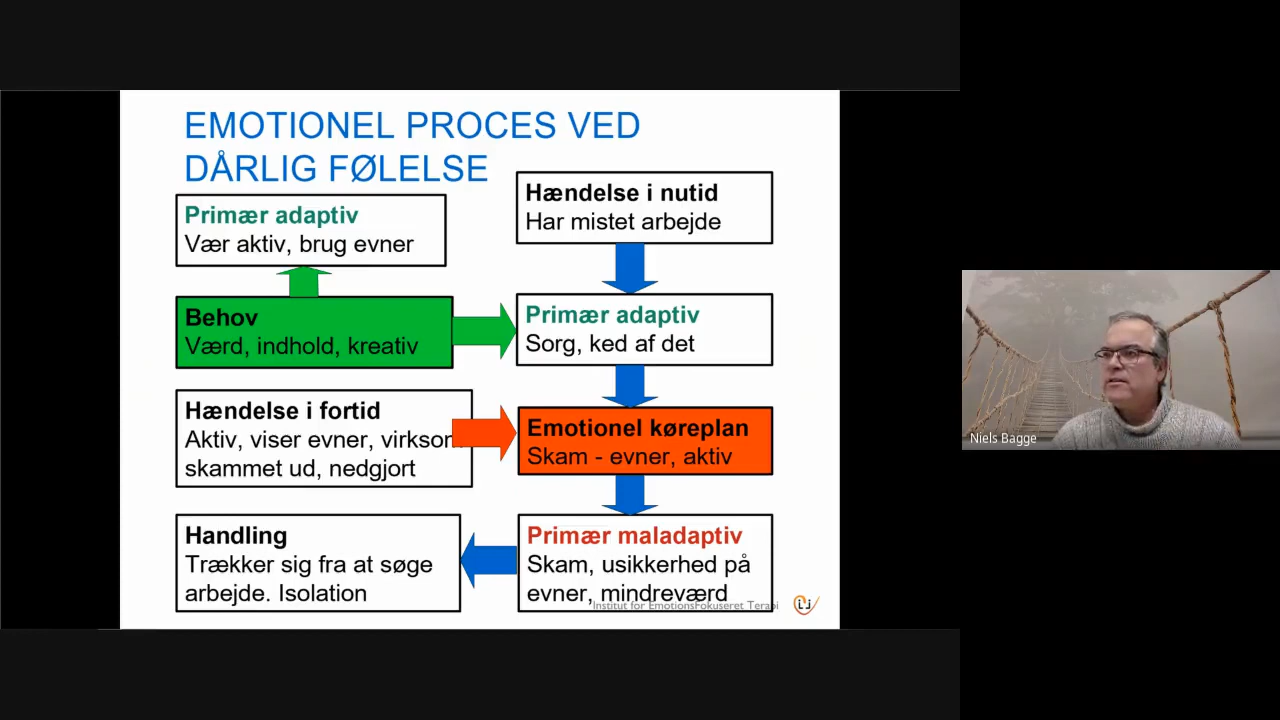 EMOTIONEL PROCES VED
DÅRLIG FØLELSE
Hændelse i nutid
Har mistet arbejde
Primær adaptiv
Vær aktiv, brug evner
Behov
Værd, indhold, kreativ
Primær adaptiv
Sorg, ked af det
Hændelse i fortid
Aktiv, viser evner, virksom
skammet ud, nedgjort
Emotionel køreplan
Skam - evner, aktiv
Handling
Trækker sig fra at søge
arbejde. Isolation
Primær maladaptiv
Skam, usikkerhed på
evner, mindreværd
Institut for EmotionsFokuseret Terapi
Niels Bagge